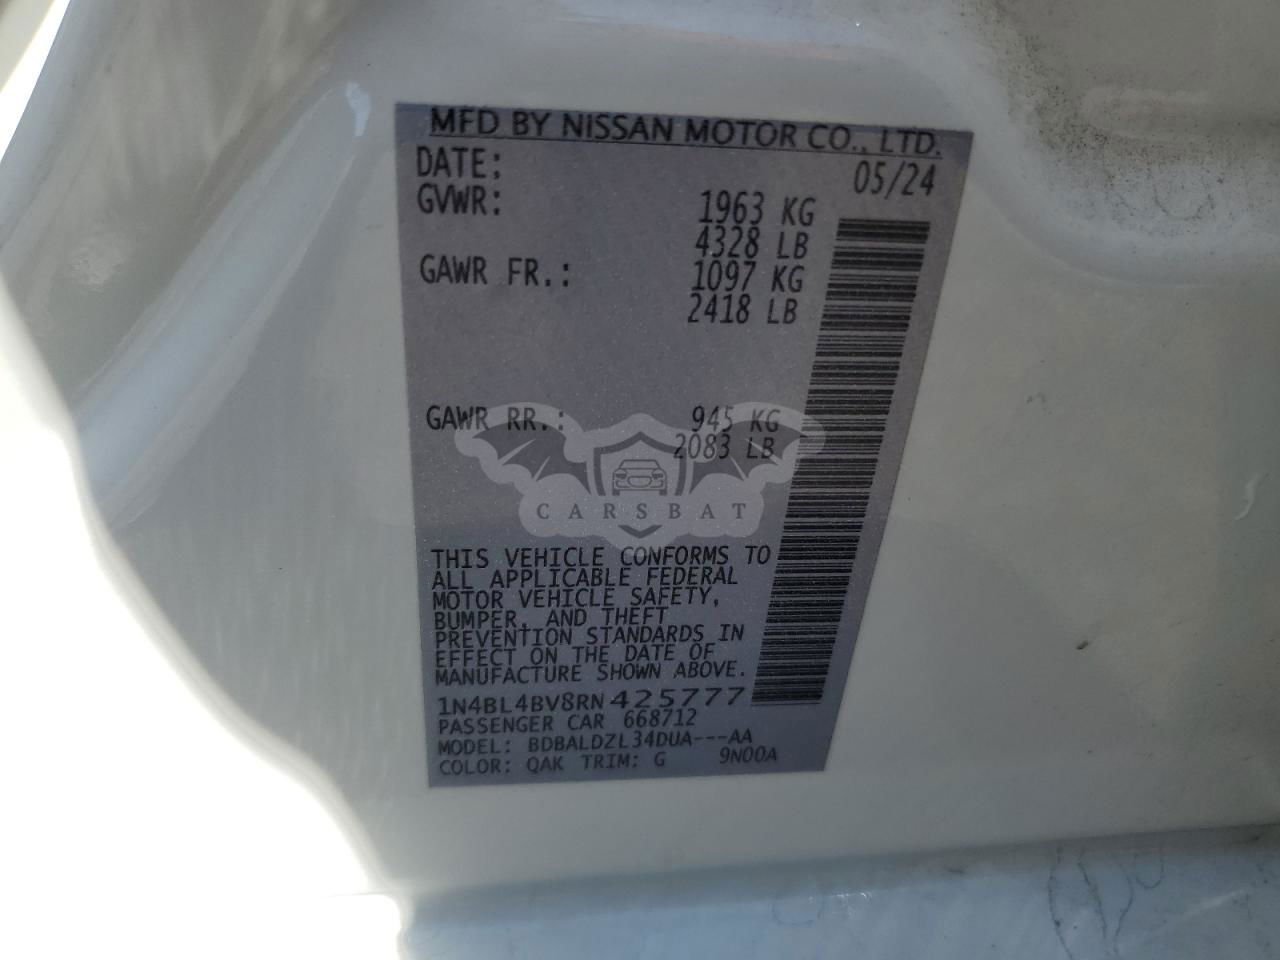 MFD BY NISSAN MOTOR CO., LTD.
DATE: 05/24
GVWR: 1963 KG
4328 LB
GAWR FR.: 1097 KG
2418 LB
GAWR RR.: 945 KG
2083 LB
CARSBAT
THIS VEHICLE CONFORMS TO
ALL APPLICABLE FEDERAL
MOTOR VEHICLE SAFETY,
BUMPER, AND THEFT
PREVENTION STANDARDS IN
EFFECT ON THE DATE OF
MANUFACTURE SHOWN ABOVE.
1N4BL4BV8RN425777
PASSENGER CAR 668712
MODEL: BDBALDZL34DUA---AA
COLOR: QAK TRIM: G 9N00A